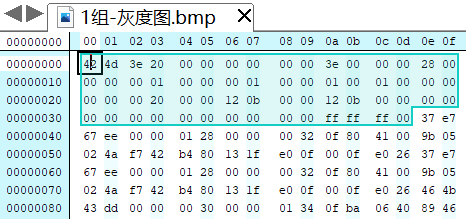 1组-灰度图.bmp
00000000 00 01 02 03 04 05 06 07 08 09 0a 0b 0c 0d 0e 0f
00000000 42 4d 3e 20 00 00 00 00 00 00 3e 00 00 00 28 00
00000010 00 00 00 01 00 00 00 01 00 00 01 00 01 00 00 00
00000020 00 00 00 20 00 00 12 0b 00 00 12 0b 00 00 00 00
00000030 00 00 00 00 00 00 00 00 00 00 ff ff ff 00 37 e7
00000040 67 ee 00 00 01 28 00 00 00 32 0f 80 41 00 9b 05
00000050 02 4a f7 42 b4 80 13 1f e0 0f 00 0f e0 26 37 e7
00000060 67 ee 00 00 01 28 00 00 00 32 0f 80 41 00 9b 05
00000070 02 4a f7 42 b4 80 13 1f e0 0f 00 0f e0 26 46 4b
00000080 43 dd 00 00 00 30 00 00 01 34 0f ba 06 40 89 46